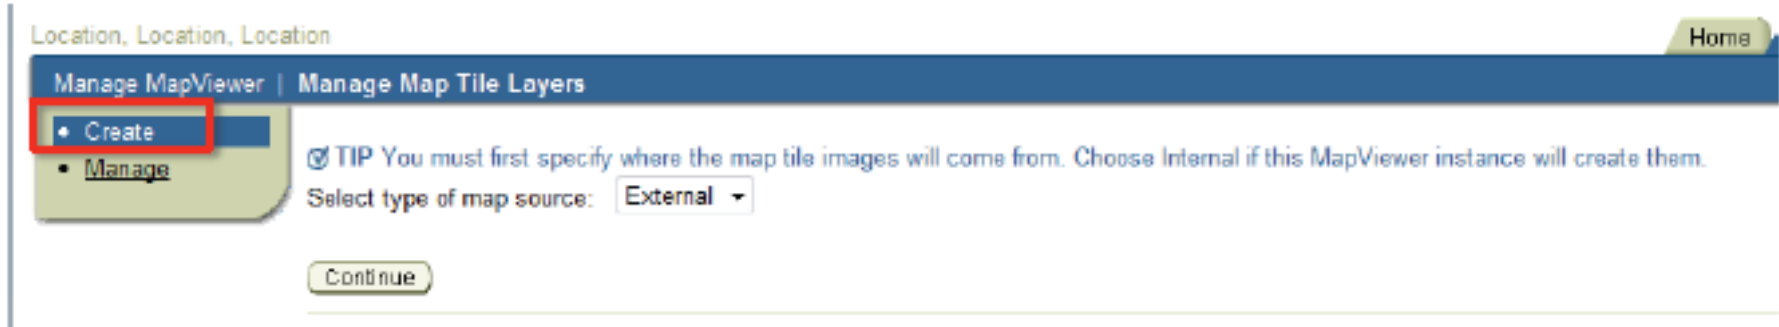 Location, Location, Location
Home
Manage MapViewer | Manage Map Tile Layers
• Create
• Manage
TIP You must first specify where the map tile images will come from. Choose Internal if this MapViewer instance will create them.
Select type of map source: External
Continue